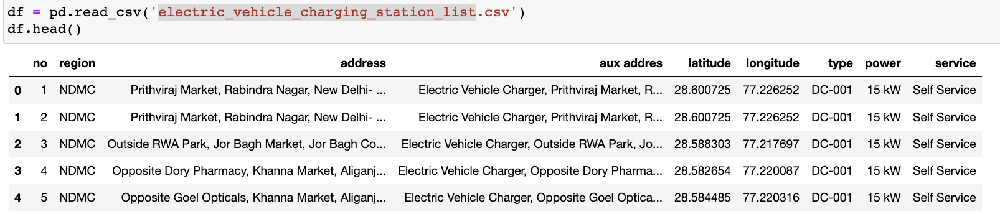 df = pd.read_csv('electric_vehicle_charging_station_list.csv')
df.head()
no region address aux addres latitude longitude type power service
0 1 NDMC Prithviraj Market, Rabindra Nagar, New Delhi- ... Electric Vehicle Charger, Prithviraj Market, R... 28.600725 77.226252 DC-001 15 kW Self Service
1 2 NDMC Prithviraj Market, Rabindra Nagar, New Delhi- ... Electric Vehicle Charger, Prithviraj Market, R... 28.600725 77.226252 DC-001 15 kW Self Service
2 3 NDMC Outside RWA Park, Jor Bagh Market, Jor Bagh Co... Electric Vehicle Charger, Outside RWA Park, Jo... 28.588303 77.217697 DC-001 15 kW Self Service
3 4 NDMC Opposite Dory Pharmacy, Khanna Market, Aliganj... Electric Vehicle Charger, Opposite Dory Pharma... 28.582654 77.220087 DC-001 15 kW Self Service
4 5 NDMC Opposite Goel Opticals, Khanna Market, Aliganj... Electric Vehicle Charger, Opposite Goel Optica... 28.584485 77.220316 DC-001 15 kW Self Service